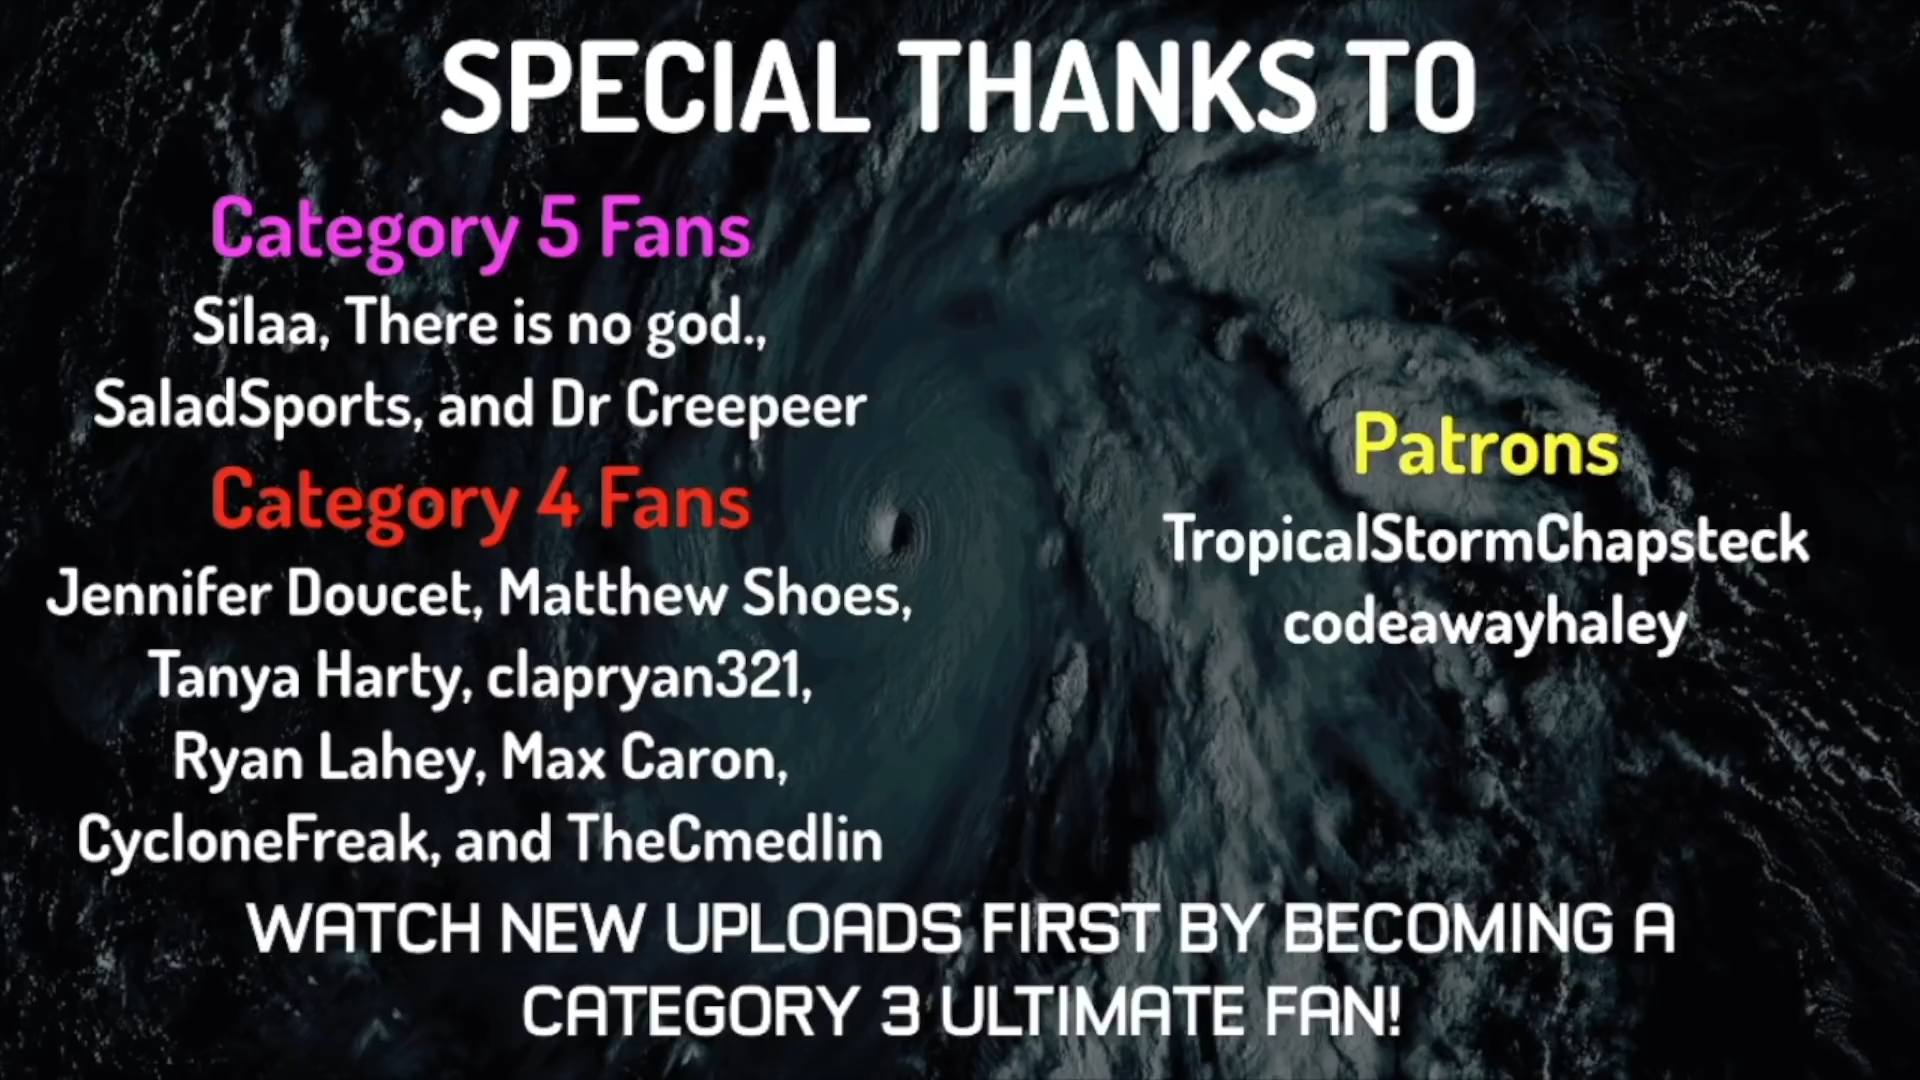 SPECIAL THANKS TO
Category 5 Fans
Silaa, There is no god.,
SaladSports, and Dr Creepeer
Category 4 Fans
Jennifer Doucet, Matthew Shoes,
Tanya Harty, clapryan321,
Ryan Lahey, Max Caron,
CycloneFreak, and TheCmedlin
Patrons
TropicalStormChapsteck
codeawayhaley
WATCH NEW UPLOADS FIRST BY BECOMING A
CATEGORY 3 ULTIMATE FAN!